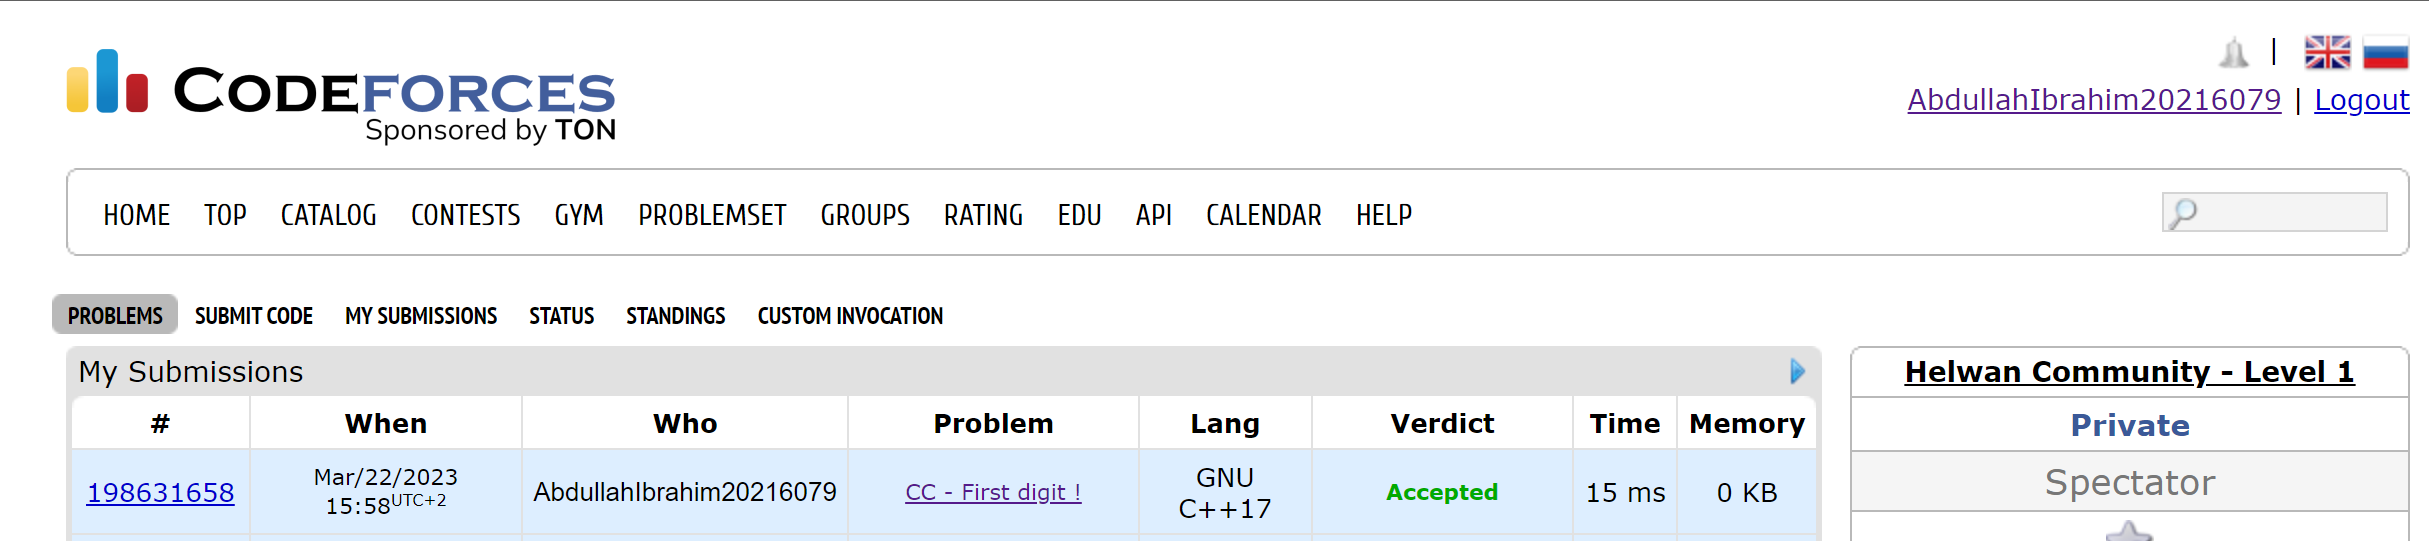 CODEFORCES
Sponsored by TON
|
AbdullahIbrahim20216079 | Logout
HOME TOP CATALOG CONTESTS GYM PROBLEMSET GROUPS RATING EDU API CALENDAR HELP
PROBLEMS SUBMIT CODE MY SUBMISSIONS STATUS STANDINGS CUSTOM INVOCATION
My Submissions
# When Who Problem Lang Verdict Time Memory
198631658 Mar/22/2023 15:58UTC+2 AbdullahIbrahim20216079 CC - First digit ! GNU C++17 Accepted 15 ms 0 KB
Helwan Community - Level 1
Private
Spectator